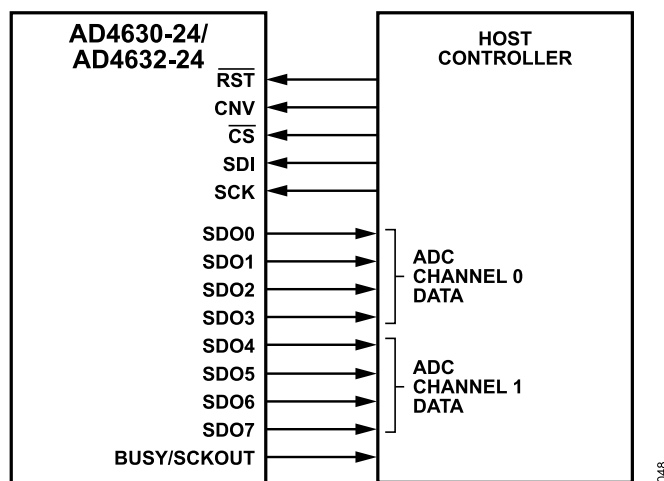 AD4630-24/
AD4632-24
HOST
CONTROLLER
RST
CNV
CS
SDI
SCK
SDO0
SDO1
SDO2
SDO3
SDO4
SDO5
SDO6
SDO7
BUSY/SCKOUT
ADC
CHANNEL 0
DATA
ADC
CHANNEL 1
DATA
048